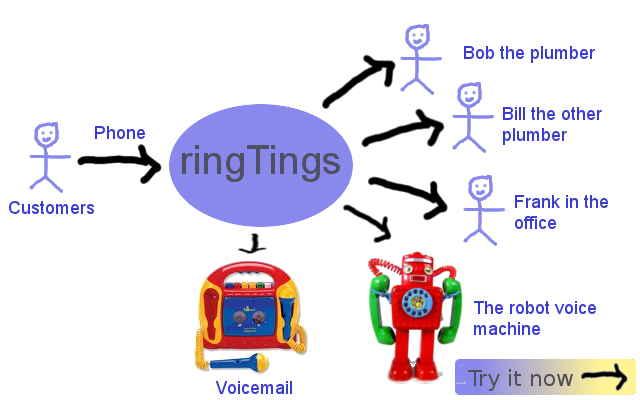 Bob the plumber
Bill the other
plumber
Phone
ringTings
Customers
Frank in the
office
The robot voice
machine
Voicemail
Try it now